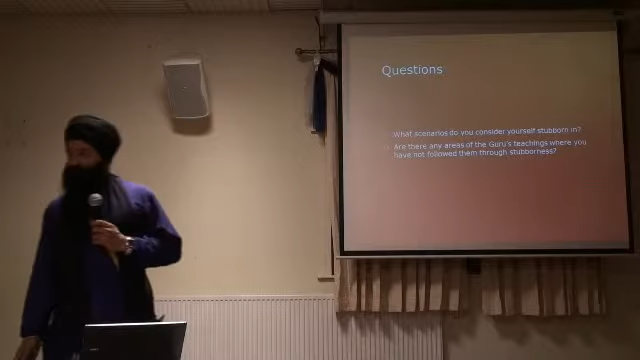 Questions
What scenarios do you consider yourself stubborn in?
Are there any areas of the Guru's teachings where you
have not followed them through stubborness?